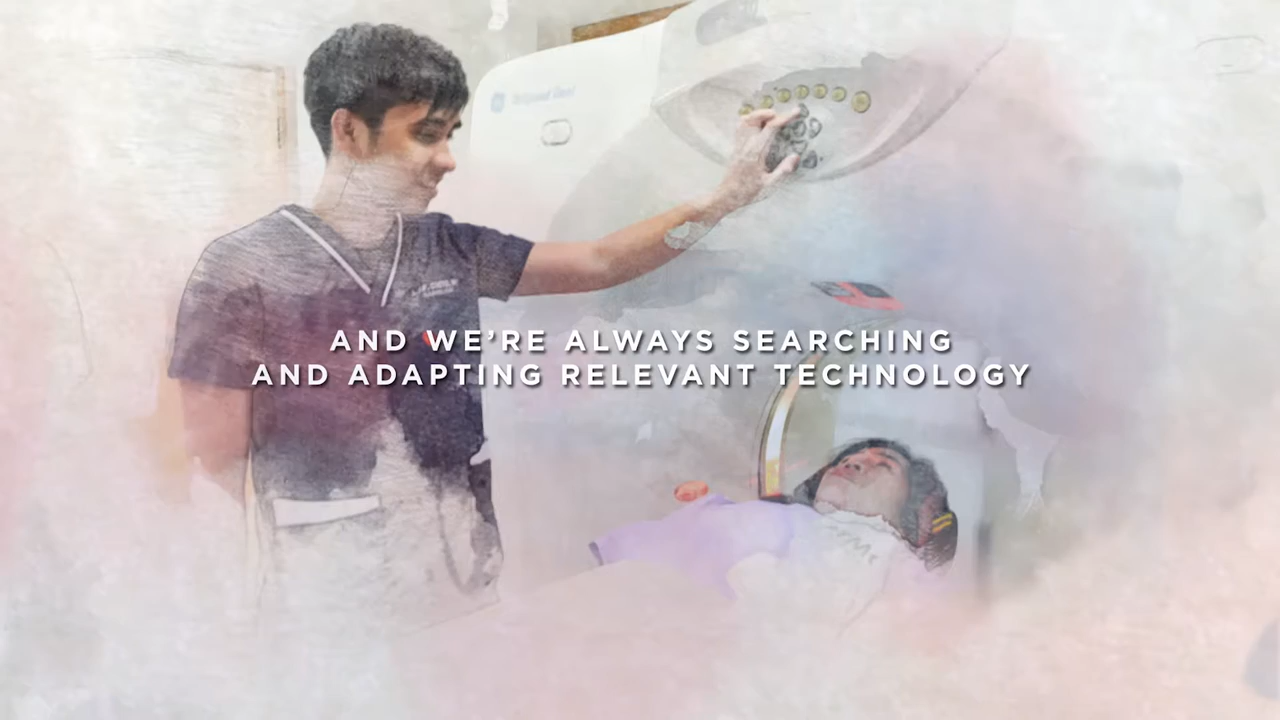 AND WE’RE ALWAYS SEARCHING
AND ADAPTING RELEVANT TECHNOLOGY